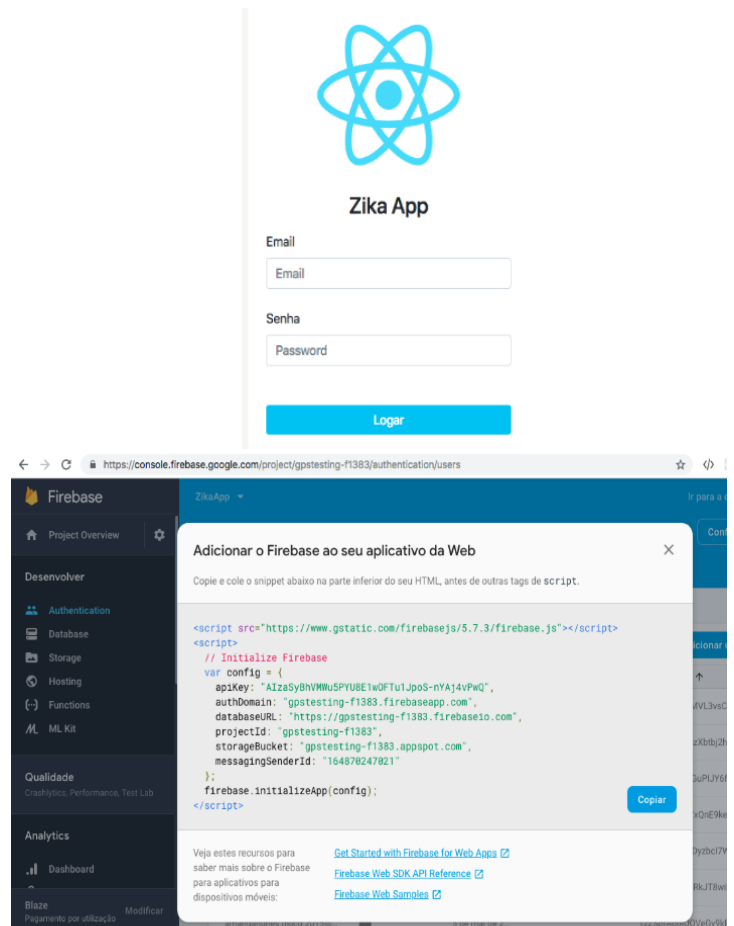 Zika App
Email
Email
Senha
Password
Logar
https://console.firebase.google.com/project/gpstesting-f1383/authentication/users
Firebase
ZikaApp
Ir para a
Project Overview
Conf
Adicionar o Firebase ao seu aplicativo da Web
Copie e cole o snippet abaixo na parte inferior do seu HTML, antes de outras tags de script.
Desenvolver
Authentication
Database
Storage
Hosting
Functions
ML Kit
Qualidade
Crashlytics, Performance, Test Lab
Analytics
Dashboard
Blaze
Pagamento por utilização
Modificar
<script src="https://www.gstatic.com/firebasejs/5.7.3/firebase.js"></script>
<script>
// Initialize Firebase
var config = {
apiKey: "AIzaSyBhVMWu5PYU8E1wOFTu1JpoS-nYAj4vPwQ",
authDomain: "gpstesting-f1383.firebaseapp.com",
databaseURL: "https://gpstesting-f1383.firebaseio.com",
projectId: "gpstesting-f1383",
storageBucket: "gpstesting-f1383.appspot.com",
messagingSenderId: "164870247021"
};
firebase.initializeApp(config);
</script>
Copiar
Veja estes recursos para
saber mais sobre o Firebase
para aplicativos para
dispositivos móveis:
Get Started with Firebase for Web Apps
Firebase Web SDK API Reference
Firebase Web Samples